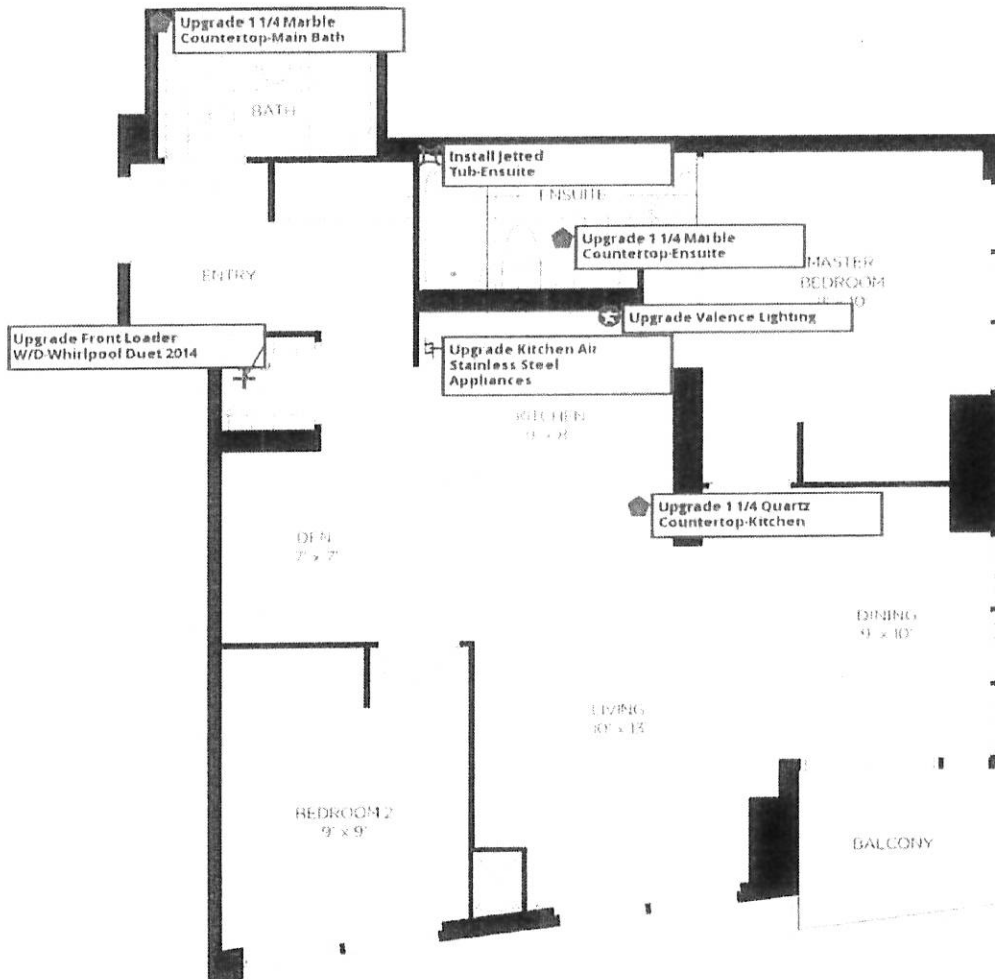 Upgrade 1 1/4 Marble
Countertop-Main Bath
BATH
Install Jetted
Tub-Ensuite
ENSUITE
Upgrade 1 1/4 Marble
Countertop-Ensuite
MASTER
BEDROOM
ENTRY
Upgrade Valence Lighting
Upgrade Front Loader
W/D-Whirlpool Duet 2014
Upgrade Kitchen Air
Stainless Steel
Appliances
KITCHEN
9' x 8'
Upgrade 1 1/4 Quartz
Countertop-Kitchen
DEN
7' x 7'
DINING
9' x 10'
LIVING
10' x 13'
BEDROOM 2
9' x 9'
BALCONY